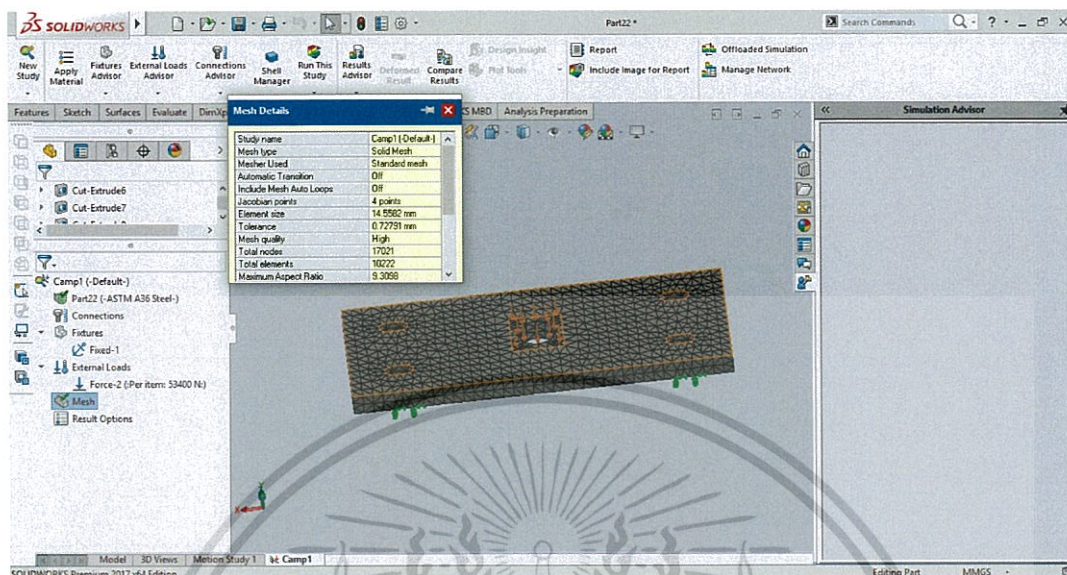 SOLIDWORKS
Part22 *
Search Commands
New Study
Apply Material
Fixtures Advisor
External Loads Advisor
Connections Advisor
Shell Manager
Run This Study
Results Advisor
Deformed Result
Compare Results
Design Insight
Plot Tools
Report
Include Image for Report
Offloaded Simulation
Manage Network
Features Sketch Surfaces Evaluate
MBD Analysis Preparation
Simulation Advisor
Mesh Details
Study name Camp1 (-Default-)
Mesh type Solid Mesh
Mesher Used Standard mesh
Automatic Transition Off
Include Mesh Auto Loops Off
Jacobian points 4 points
Element size 14.5582 mm
Tolerance 0.72791 mm
Mesh quality High
Total nodes 17021
Total elements 10222
Maximum Aspect Ratio 9.3098
Cut-Extrude6
Cut-Extrude7
Camp1 (-Default-)
Part22 (-ASTM A36 Steel-)
Connections
Fixtures
Fixed-1
External Loads
Force-2 (:Per item: 53400 N:)
Mesh
Result Options
Model 3D Views Motion Study 1 Camp1
SOLIDWORKS Premium 2017 x64 Edition
Editing Part MMGS